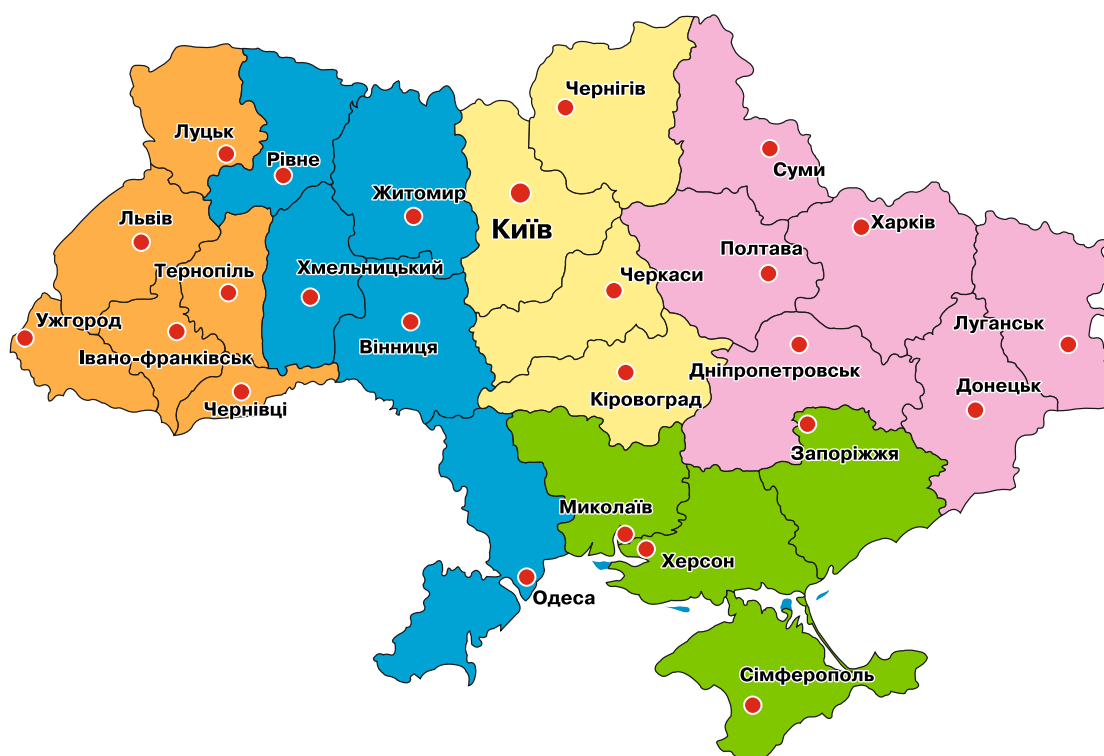 Чернігів
Луцьк
Рівне
Суми
Житомир
Львів
Київ
Харків
Полтава
Тернопіль
Хмельницький
Черкаси
Ужгород
Луганськ
Вінниця
Івано-франківськ
Дніпропетровськ
Донецьк
Чернівці
Кіровоград
Запоріжжя
Миколаїв
Херсон
Одеса
Сімферополь